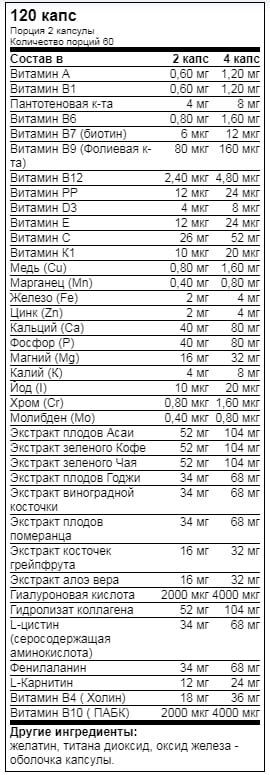 120 капс
Порция 2 капсулы
Количество порций 60
Состав в 2 капс 4 капс
Витамин А 0,60 мг 1,20 мг
Витамин В1 0,60 мг 1,20 мг
Пантотеновая к-та 4 мг 8 мг
Витамин В6 0,80 мг 1,60 мг
Витамин В7 (биотин) 6 мкг 12 мкг
Витамин В9 (Фолиевая к- 80 мкг 160 мкг
та)
Витамин В12 2,40 мкг 4,80 мкг
Витамин РР 12 мкг 24 мкг
Витамин D3 4 мкг 8 мкг
Витамин Е 12 мкг 24 мкг
Витамин С 26 мг 52 мг
Витамин К1 10 мкг 20 мкг
Медь (Cu) 0,80 мг 1,60 мг
Марганец (Mn) 0,40 мг 0,80 мг
Железо (Fe) 2 мг 4 мг
Цинк (Zn) 2 мг 4 мг
Кальций (Са) 40 мг 80 мг
Фосфор (Р) 40 мг 80 мг
Магний (Mg) 16 мг 32 мг
Калий (К) 4 мг 8 мг
Йод (I) 10 мкг 20 мкг
Хром (Cr) 0,80 мкг 1,60 мкг
Молибден (Мо) 0,40 мкг 0,80 мкг
Экстракт плодов Асаи 52 мг 104 мг
Экстракт зеленого Кофе 52 мг 104 мг
Экстракт зеленого Чая 52 мг 104 мг
Экстракт плодов Годжи 34 мг 68 мг
Экстракт виноградной 34 мг 68 мг
косточки
Экстракт плодов 34 мг 68 мг
померанца
Экстракт косточек 16 мг 32 мг
грейпфрута
Экстракт алоэ вера 16 мг 32 мг
Гиалуроновая кислота 2000 мкг 4000 мкг
Гидролизат коллагена 52 мг 104 мг
L-цистин 34 мг 68 мг
(серосодержащая
аминокислота)
Фенилаланин 34 мг 68 мг
L-Карнитин 12 мг 24 мг
Витамин В4 ( Холин) 18 мг 36 мг
Витамин В10 ( ПАБК) 2000 мкг 4000 мкг
Другие ингредиенты:
желатин, титана диоксид, оксид железа -
оболочка капсулы.